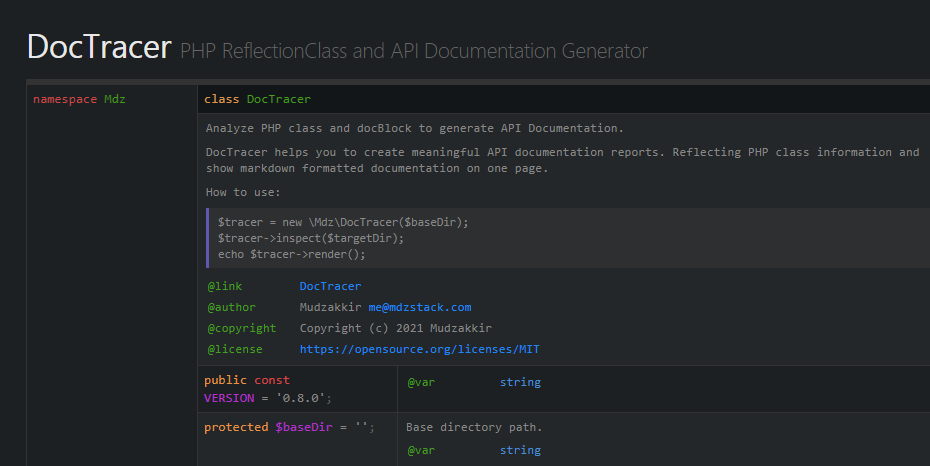 DocTracer PHP ReflectionClass and API Documentation Generator
namespace Mdz
class DocTracer
Analyze PHP class and docBlock to generate API Documentation.
DocTracer helps you to create meaningful API documentation reports. Reflecting PHP class information and
show markdown formatted documentation on one page.
How to use:
$tracer = new \Mdz\DocTracer($baseDir);
$tracer->inspect($targetDir);
echo $tracer->render();
@link DocTracer
@author Mudzakkir me@mdzstack.com
@copyright Copyright (c) 2021 Mudzakkir
@license https://opensource.org/licenses/MIT
public const
VERSION = '0.8.0';
@var string
protected $baseDir = '';
Base directory path.
@var string